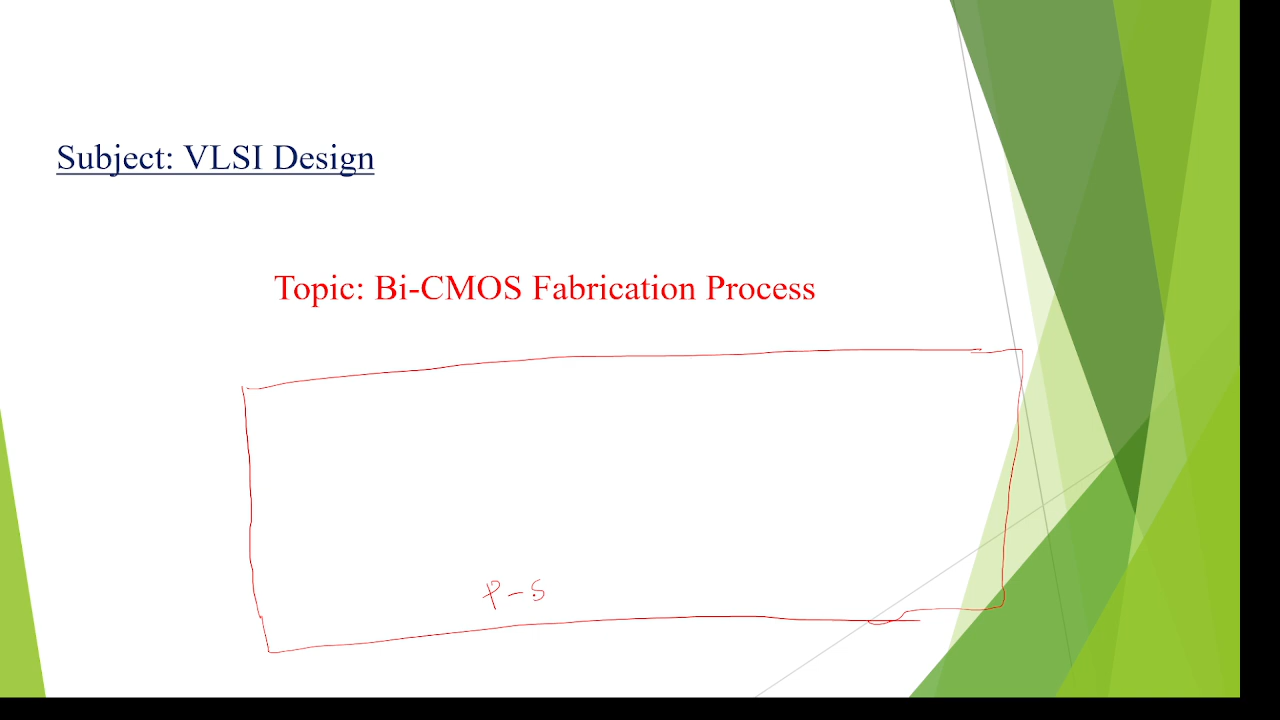 Subject: VLSI Design
Topic: Bi-CMOS Fabrication Process
P-S